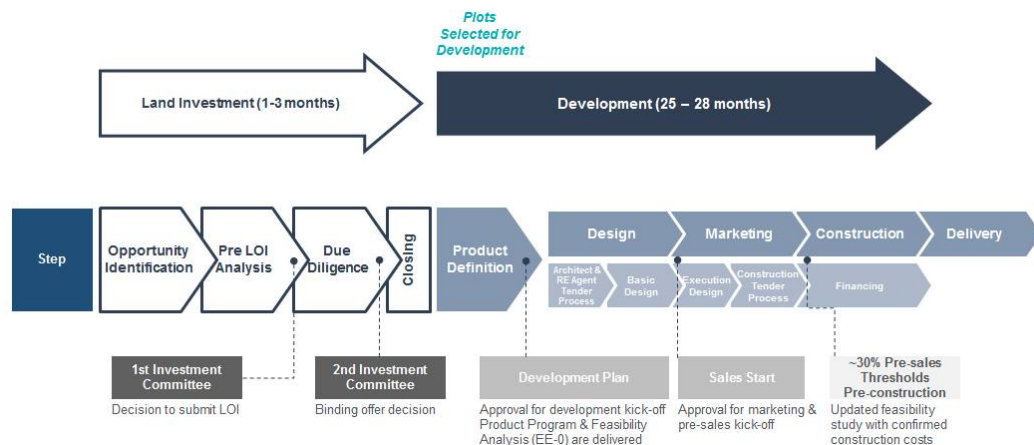 Plots
Selected for
Development
Land Investment (1-3 months)
Development (25 – 28 months)
Step
Opportunity
Identification
Pre LOI
Analysis
Due
Diligence
Closing
Product
Definition
Design
Marketing
Construction
Delivery
Architect &
RE Agent
Tender
Process
Basic
Design
Execution
Design
Construction
Tender
Process
Financing
1st Investment
Committee
Decision to submit LOI
2nd Investment
Committee
Binding offer decision
Development Plan
Approval for development kick-off
Product Program & Feasibility
Analysis (EE-0) are delivered
Sales Start
Approval for marketing &
pre-sales kick-off
~30% Pre-sales
Thresholds
Pre-construction
Updated feasibility
study with confirmed
construction costs